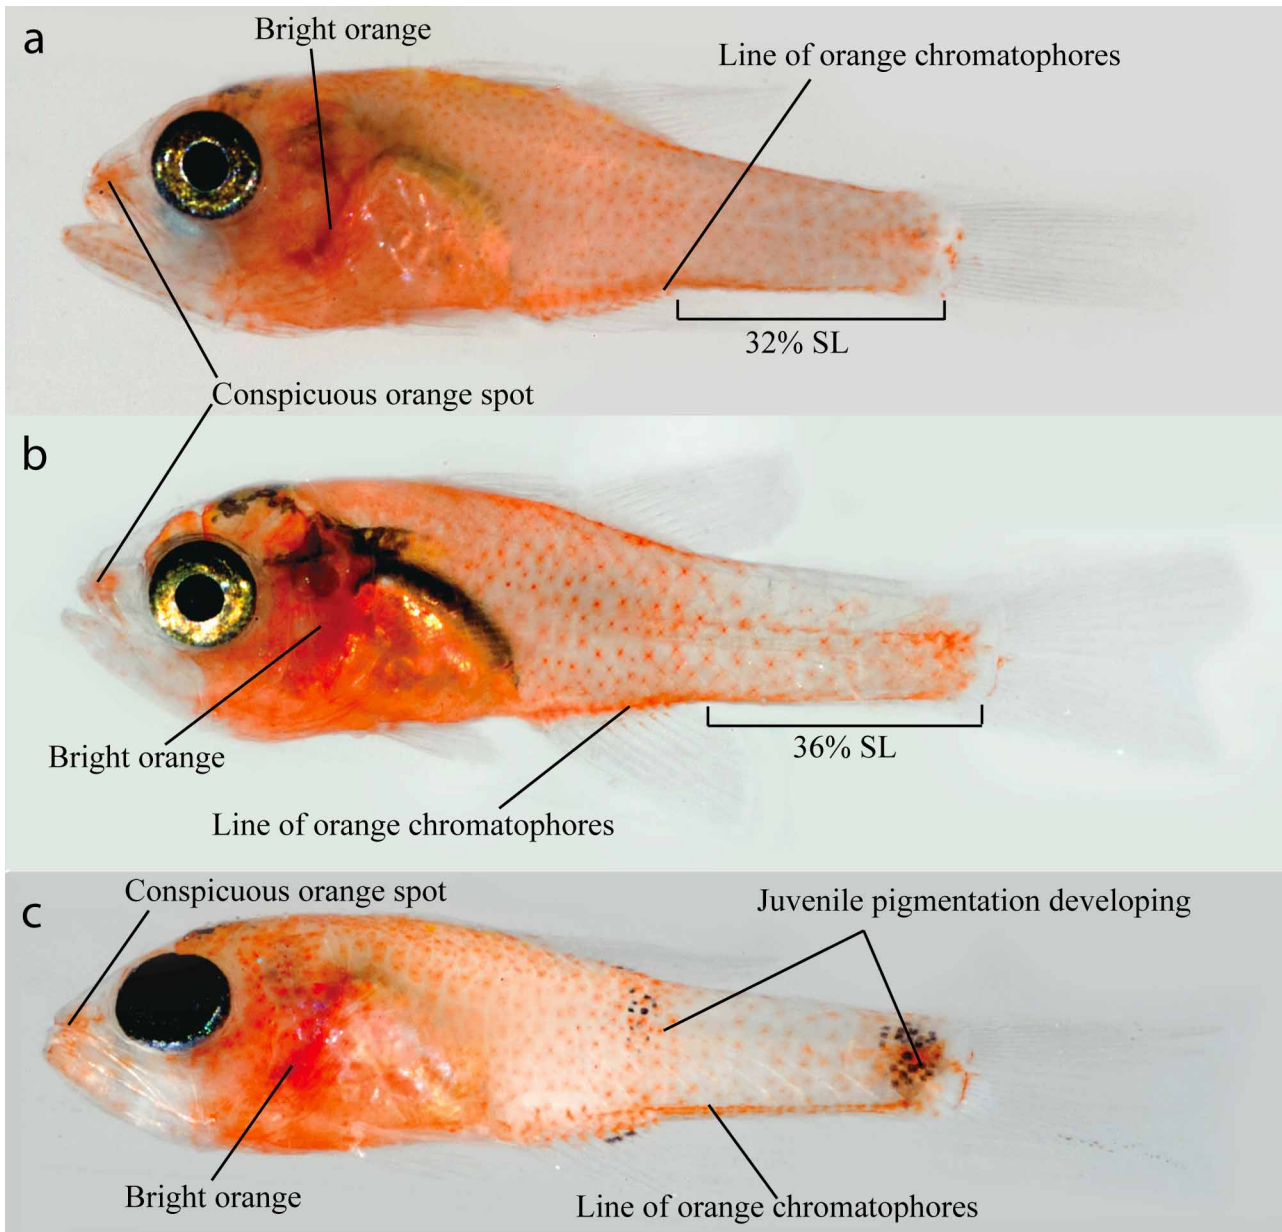 a
Bright orange
Line of orange chromatophores
32% SL
Conspicuous orange spot
b
Bright orange
36% SL
Line of orange chromatophores
c
Conspicuous orange spot
Juvenile pigmentation developing
Bright orange
Line of orange chromatophores